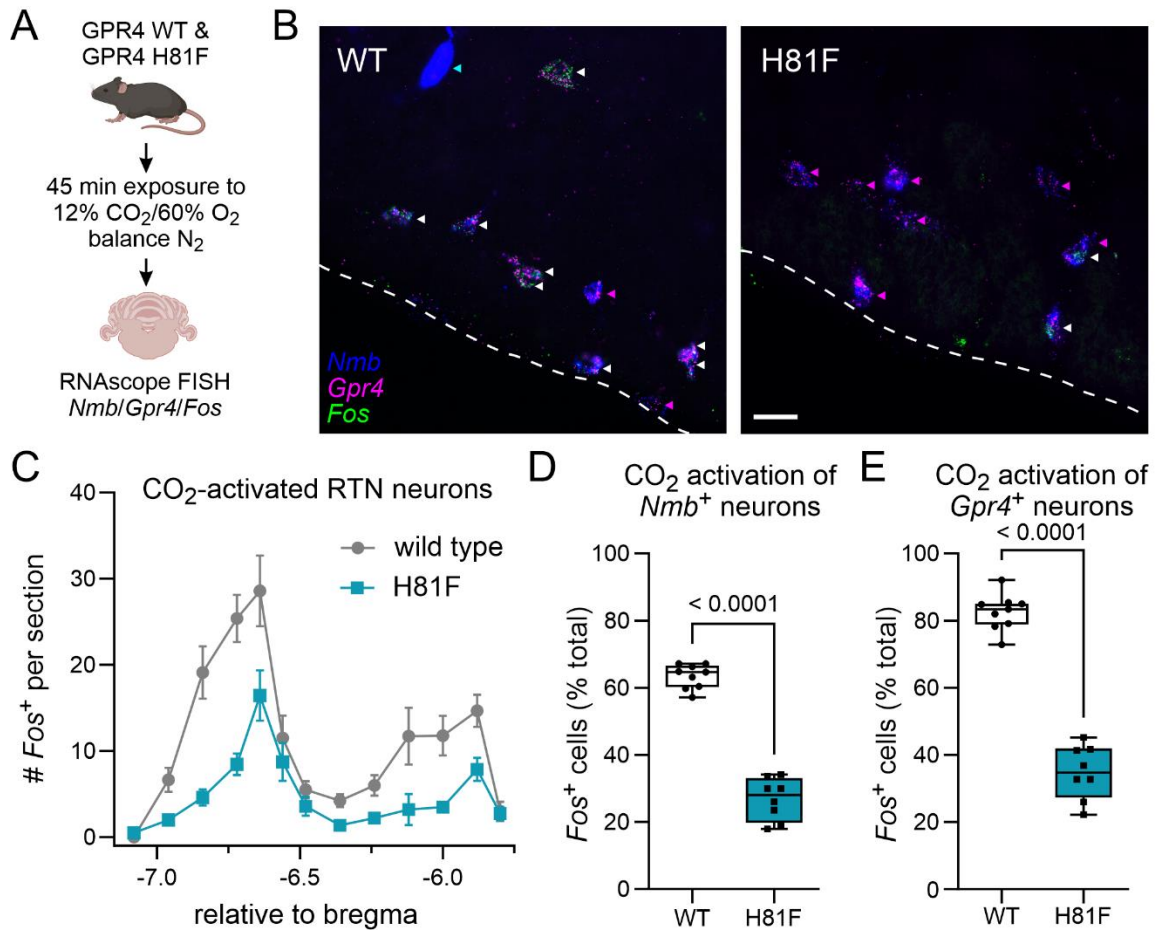 A
GPR4 WT &
GPR4 H81F
45 min exposure to
12% CO₂/60% O₂
balance N₂
RNAscope FISH
Nmb/Gpr4/Fos
B
WT
Nmb
Gpr4
Fos
H81F
C
CO₂-activated RTN neurons
wild type
H81F
# Fos⁺ per section
40
30
20
10
0
-7.0
-6.5
-6.0
relative to bregma
D
CO₂ activation of
Nmb⁺ neurons
< 0.0001
Fos⁺ cells (% total)
100
80
60
40
20
0
WT
H81F
E
CO₂ activation of
Gpr4⁺ neurons
< 0.0001
Fos⁺ cells (% total)
100
80
60
40
20
0
WT
H81F